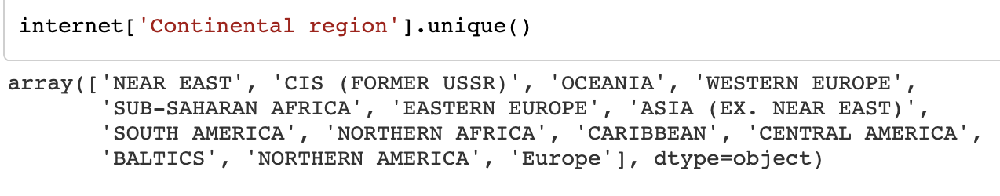 internet['Continental region'].unique()
array(['NEAR EAST', 'CIS (FORMER USSR)', 'OCEANIA', 'WESTERN EUROPE',
'SUB-SAHARAN AFRICA', 'EASTERN EUROPE', 'ASIA (EX. NEAR EAST)',
'SOUTH AMERICA', 'NORTHERN AFRICA', 'CARIBBEAN', 'CENTRAL AMERICA',
'BALTICS', 'NORTHERN AMERICA', 'Europe'], dtype=object)